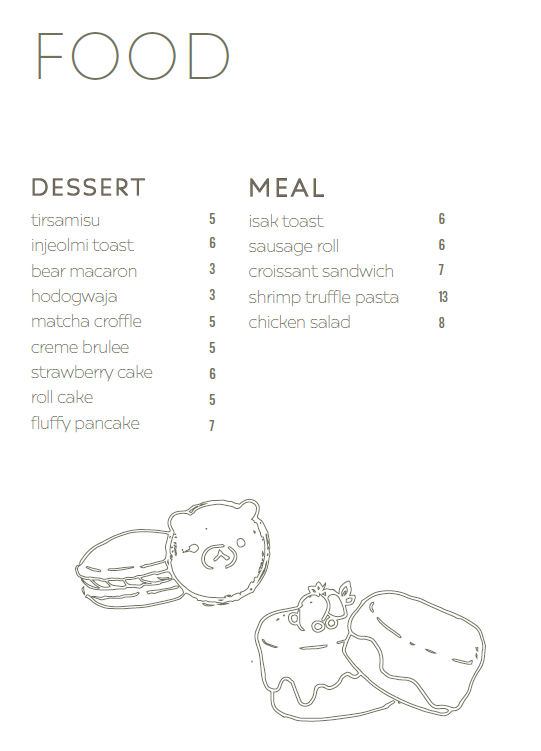 FOOD
DESSERT
tirsamisu 5
injeolmi toast 6
bear macaron 3
hodogwaja 3
matcha croffle 5
creme brulee 5
strawberry cake 6
roll cake 5
fluffy pancake 7
MEAL
isak toast 6
sausage roll 6
croissant sandwich 7
shrimp truffle pasta 13
chicken salad 8